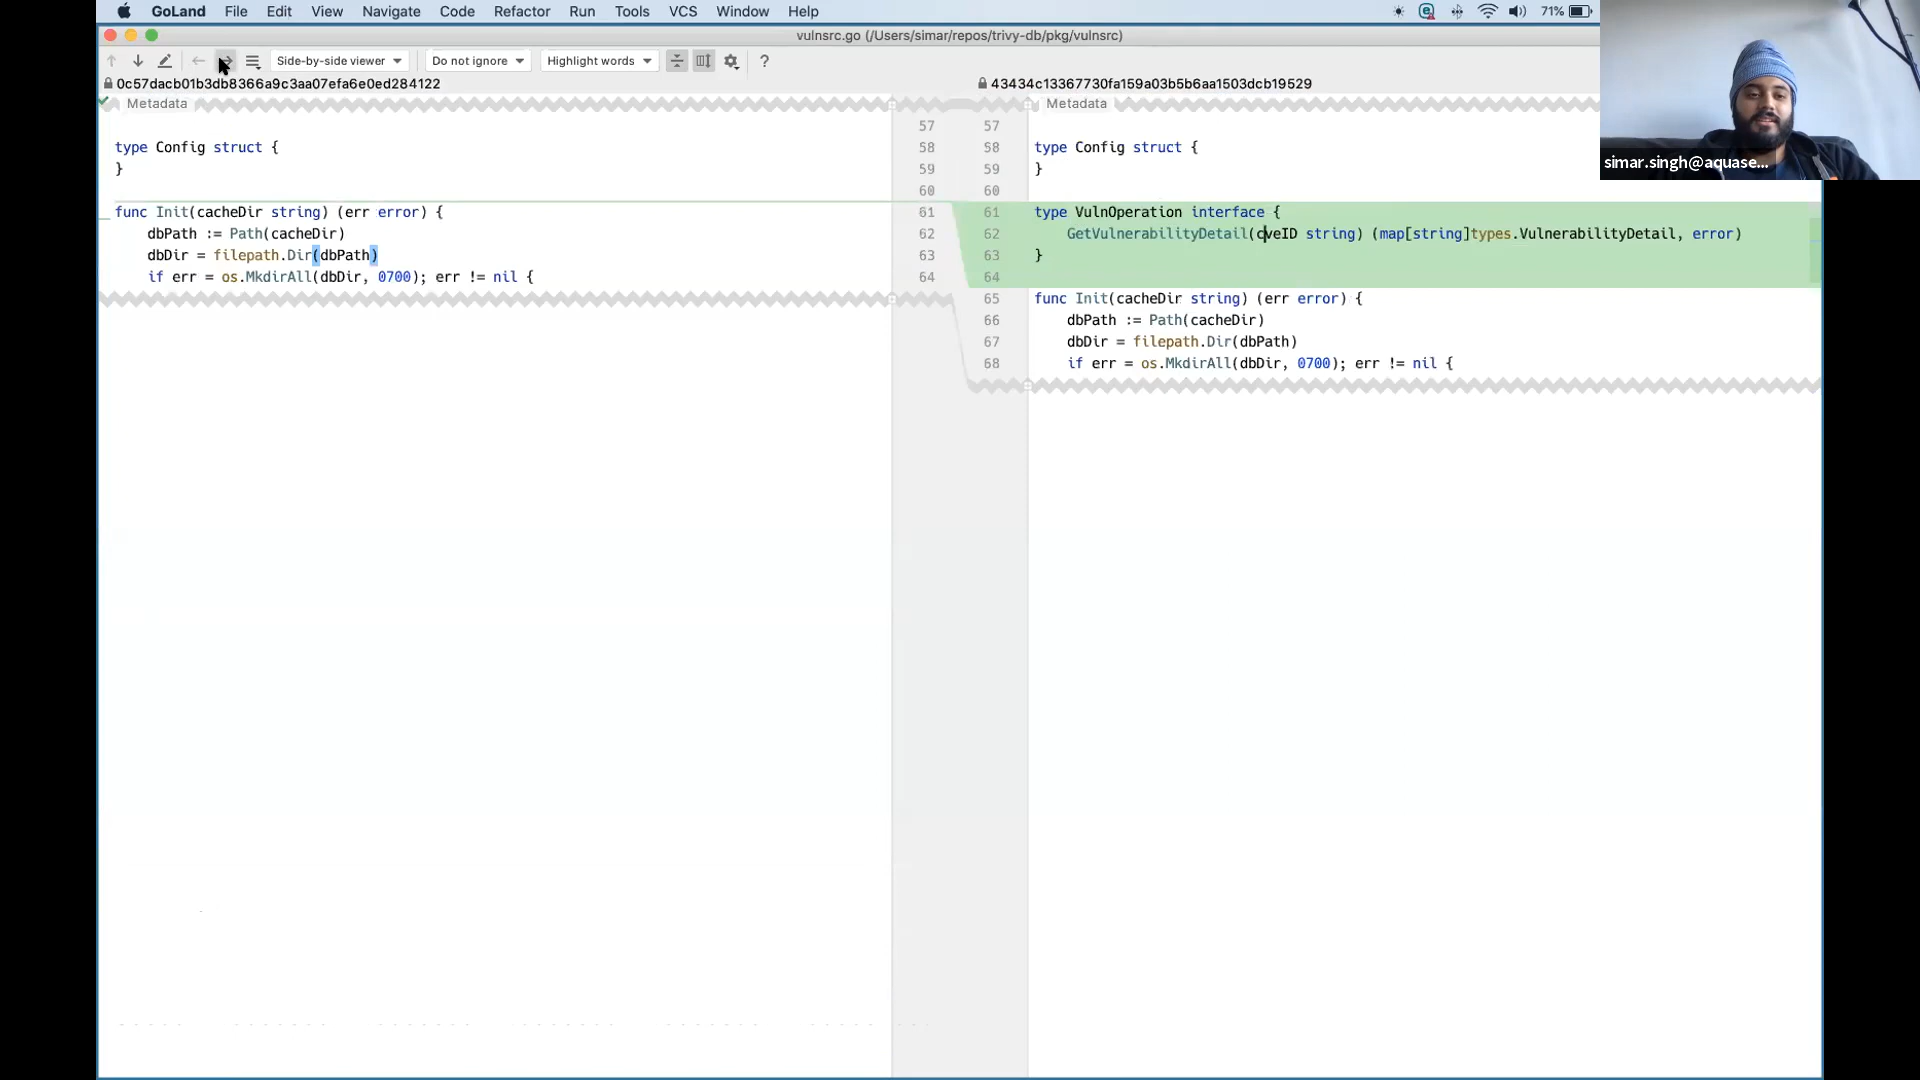 GoLand File Edit View Navigate Code Refactor Run Tools VCS Window Help 71%
vulnsrc.go (/Users/simar/repos/trivy-db/pkg/vulnsrc)
Side-by-side viewer Do not ignore Highlight words ?
0c57dacb01b3db8366a9c3aa07efa6e0ed284122
43434c13367730fa159a03b5b6aa1503dcb19529
Metadata
57
type Config struct { 58
} 59
60
func Init(cacheDir string) (err error) { 61
dbPath := Path(cacheDir) 62
dbDir = filepath.Dir(dbPath) 63
if err = os.MkdirAll(dbDir, 0700); err != nil { 64
Metadata
57
58 type Config struct {
59 }
60
61 type VulnOperation interface {
62 GetVulnerabilityDetail(cveID string) (map[string]types.VulnerabilityDetail, error)
63 }
64
65 func Init(cacheDir string) (err error) {
66 dbPath := Path(cacheDir)
67 dbDir = filepath.Dir(dbPath)
68 if err = os.MkdirAll(dbDir, 0700); err != nil {
simar.singh@aquase...